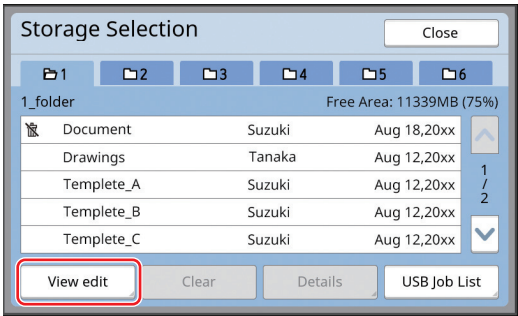 Storage Selection Close
1 2 3 4 5 6
1_folder Free Area: 11339MB (75%)
Document Suzuki Aug 18,20xx
Drawings Tanaka Aug 12,20xx
Templete_A Suzuki Aug 12,20xx
Templete_B Suzuki Aug 12,20xx
Templete_C Suzuki Aug 12,20xx
1
/
2
View edit Clear Details USB Job List